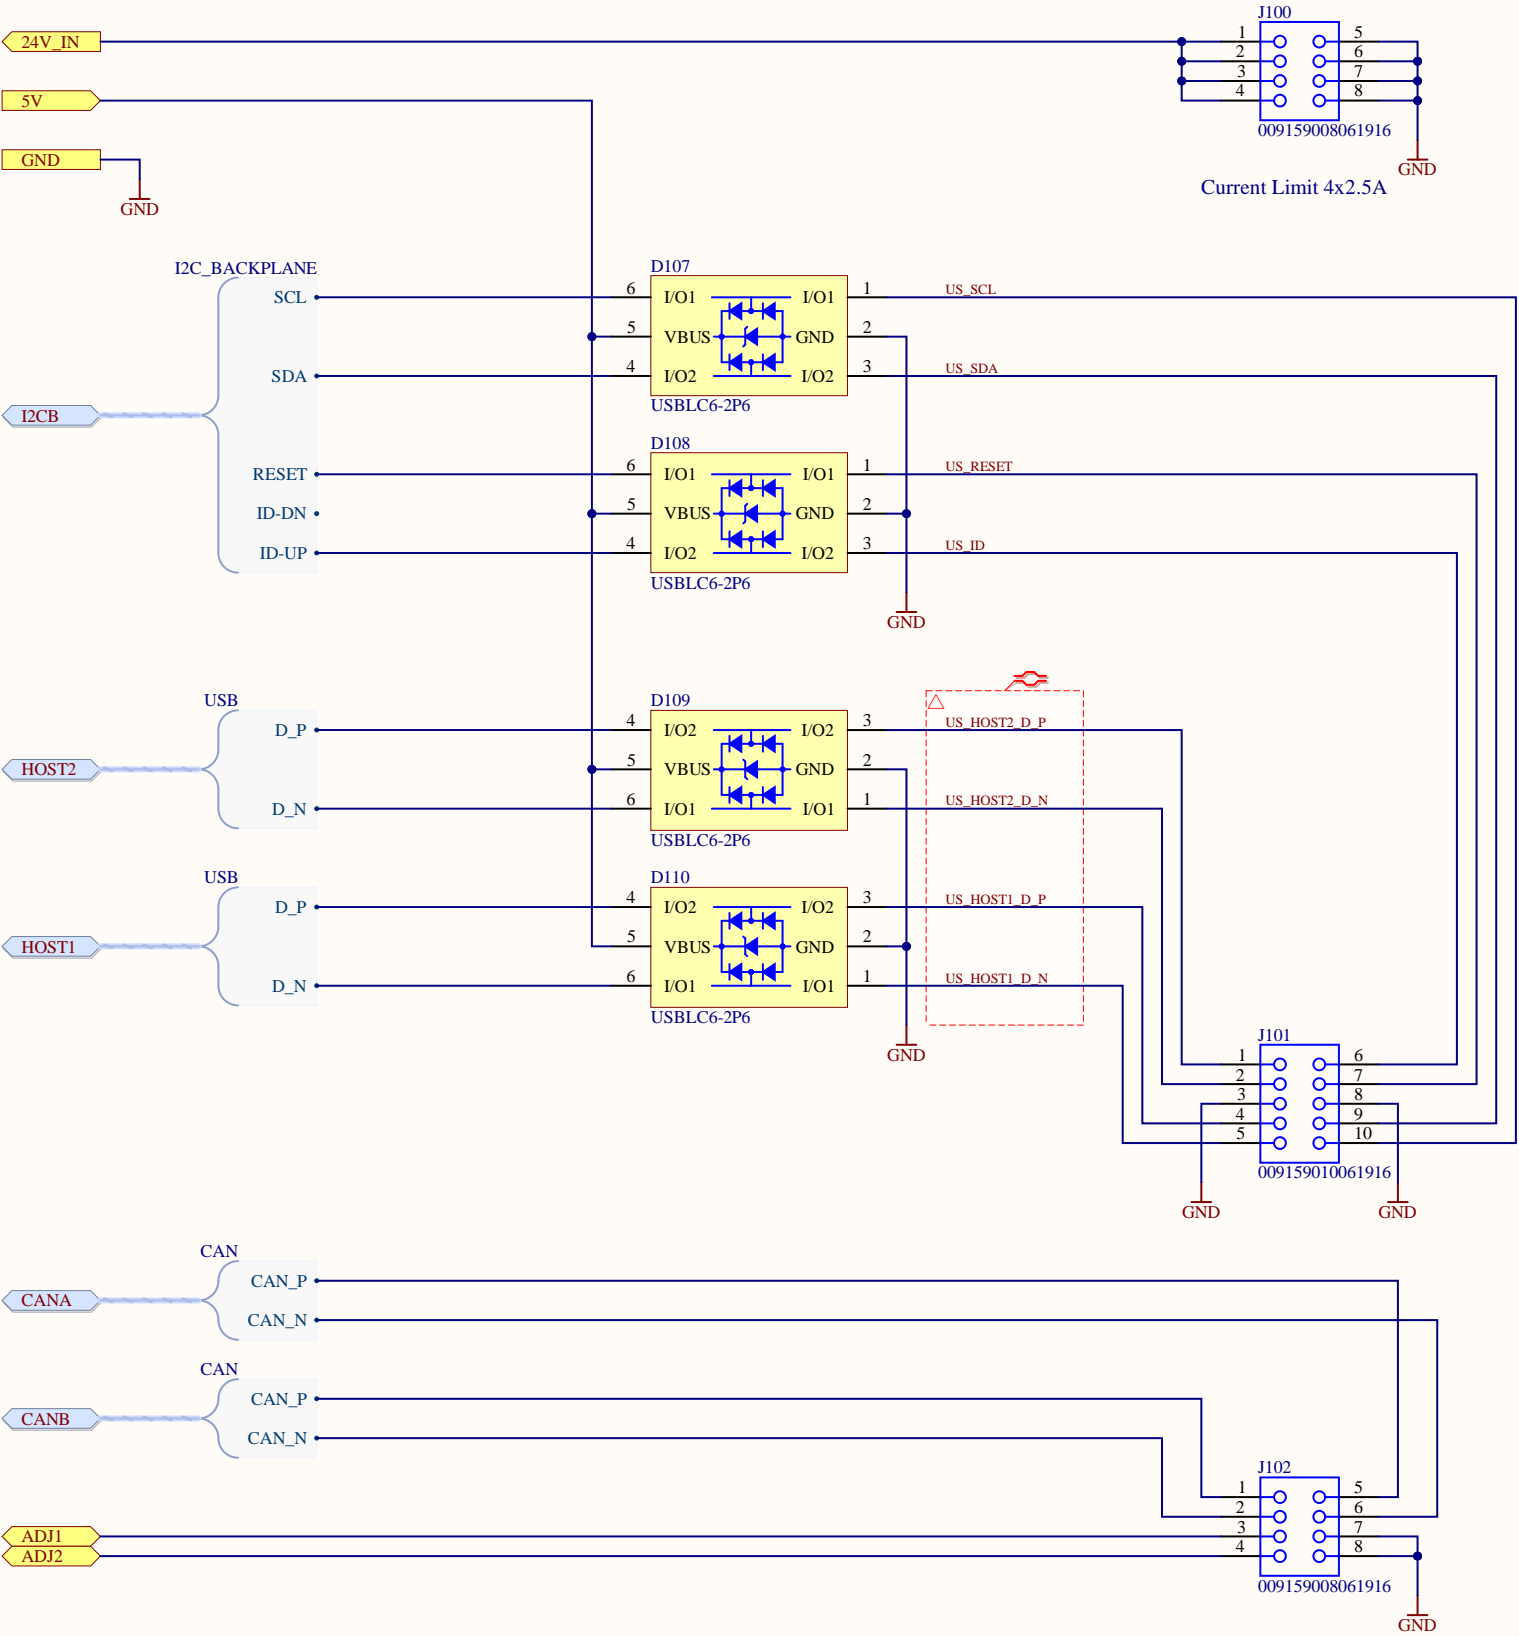 J100
24V_IN
1 5
2 6
3 7
4 8
009159008061916
5V
GND
GND
GND
Current Limit 4x2.5A
I2C_BACKPLANE
D107
SCL 6 I/O1 I/O1 1 US_SCL
5 VBUS GND 2
SDA 4 I/O2 I/O2 3 US_SDA
USBLC6-2P6
I2CB
D108
RESET 6 I/O1 I/O1 1 US_RESET
ID-DN 5 VBUS GND 2
ID-UP 4 I/O2 I/O2 3 US_ID
USBLC6-2P6
GND
USB D109
D_P 4 I/O2 I/O2 3 US_HOST2_D_P
HOST2 5 VBUS GND 2
D_N 6 I/O1 I/O1 1 US_HOST2_D_N
USBLC6-2P6
USB D110
D_P 4 I/O2 I/O2 3 US_HOST1_D_P
HOST1 5 VBUS GND 2
D_N 6 I/O1 I/O1 1 US_HOST1_D_N
USBLC6-2P6
GND
J101
1 6
2 7
3 8
4 9
5 10
009159010061916
GND GND
CAN
CAN_P
CANA
CAN_N
CAN
CAN_P
CANB
CAN_N
J102
1 5
2 6
ADJ1 3 7
ADJ2 4 8
009159008061916
GND